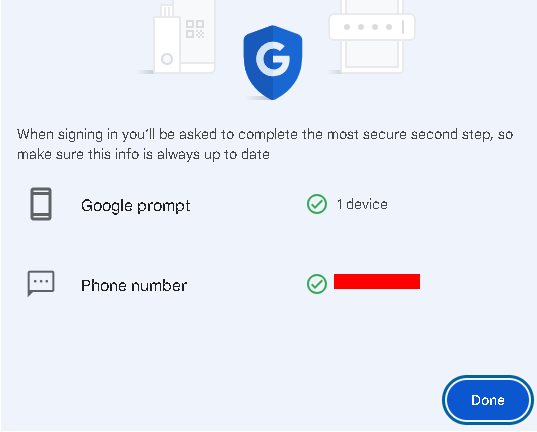 G
When signing in you'll be asked to complete the most secure second step, so
make sure this info is always up to date
Google prompt
1 device
Phone number
Done